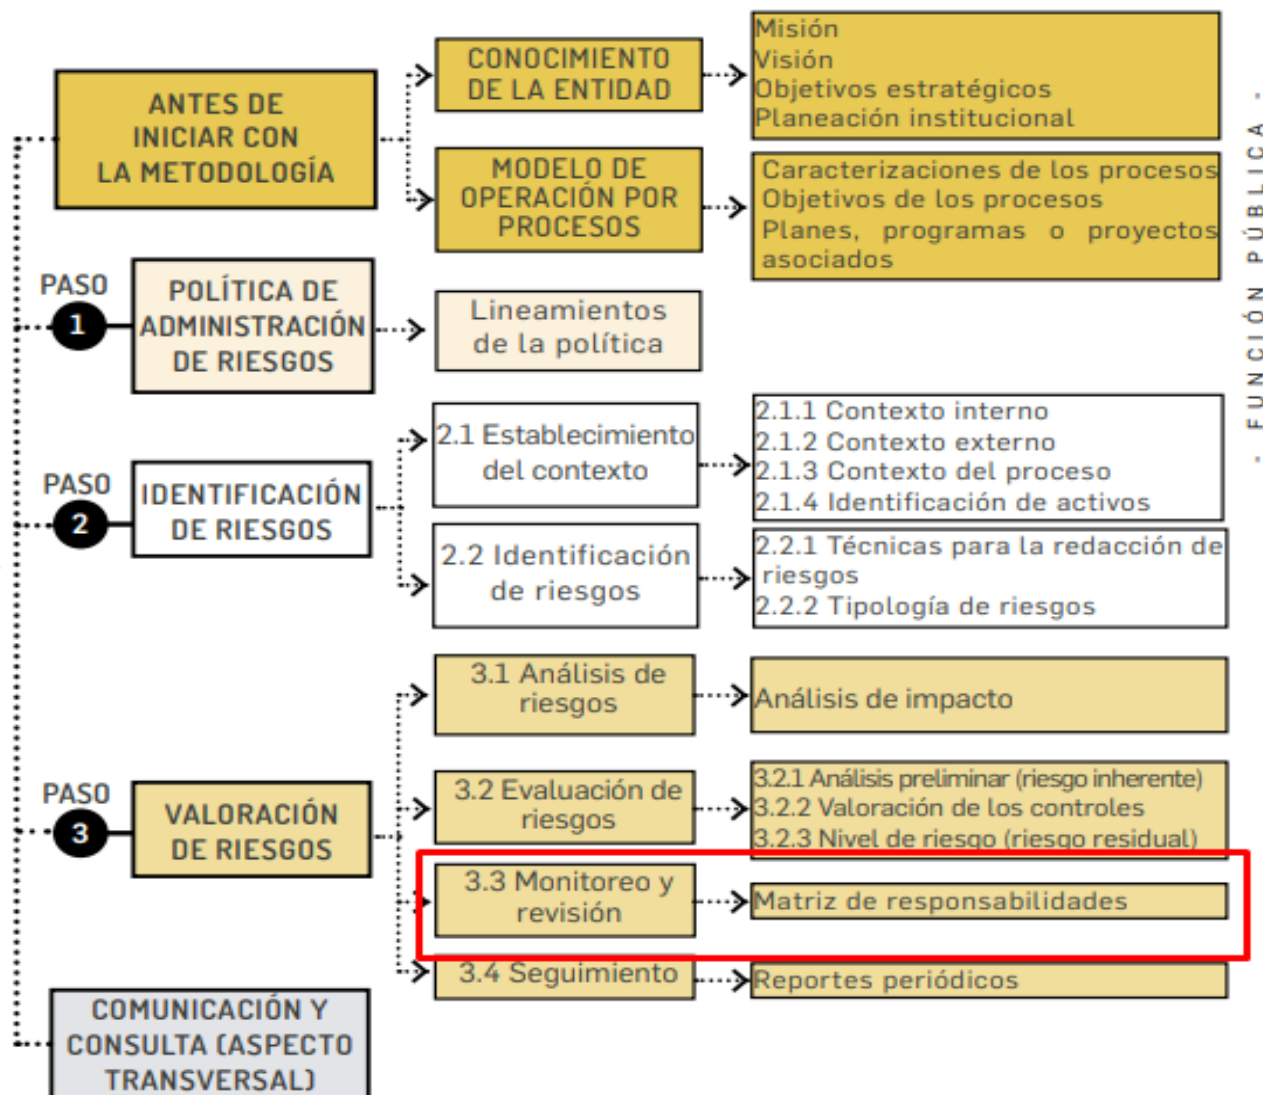 ANTES DE
INICIAR CON
LA METODOLOGÍA
CONOCIMIENTO
DE LA ENTIDAD
Misión
Visión
Objetivos estratégicos
Planeación institucional
MODELO DE
OPERACIÓN POR
PROCESOS
Caracterizaciones de los procesos
Objetivos de los procesos
Planes, programas o proyectos
asociados
PASO
1
POLÍTICA DE
ADMINISTRACIÓN
DE RIESGOS
Lineamientos
de la política
PASO
2
IDENTIFICACIÓN
DE RIESGOS
2.1 Establecimiento
del contexto
2.1.1 Contexto interno
2.1.2 Contexto externo
2.1.3 Contexto del proceso
2.1.4 Identificación de activos
2.2 Identificación
de riesgos
2.2.1 Técnicas para la redacción de
riesgos
2.2.2 Tipología de riesgos
PASO
3
VALORACIÓN
DE RIESGOS
3.1 Análisis de
riesgos
Análisis de impacto
3.2 Evaluación de
riesgos
3.2.1 Análisis preliminar (riesgo inherente)
3.2.2 Valoración de los controles
3.2.3 Nivel de riesgo (riesgo residual)
3.3 Monitoreo y
revisión
Matriz de responsabilidades
3.4 Seguimiento
Reportes periódicos
COMUNICACIÓN Y
CONSULTA (ASPECTO
TRANSVERSAL)
- FUNCIÓN PÚBLICA -